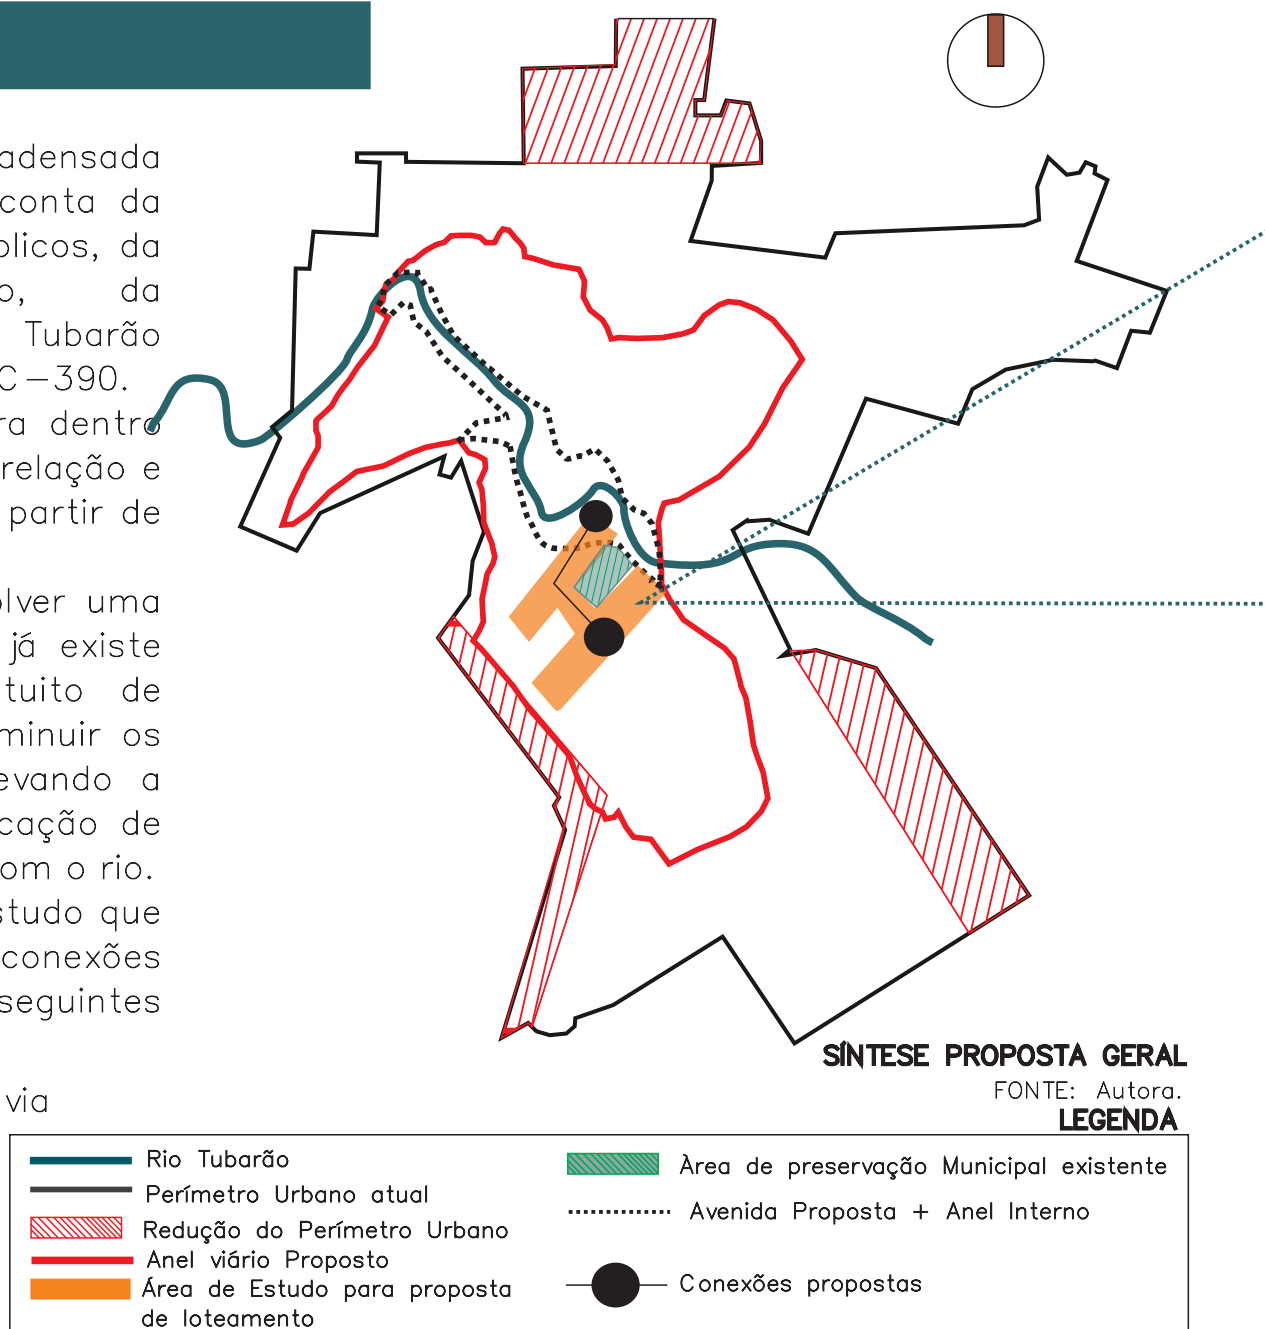 adensada
conta da
blicos, da
o, da
Tubarão
C-390.
ra dentro
relação e
partir de
olver uma
já existe
tuito de
minuir os
evando a
cação de
om o rio.
studo que
conexões
seguintes
via
SÍNTESE PROPOSTA GERAL
FONTE: Autora.
LEGENDA
Rio Tubarão
Perímetro Urbano atual
Redução do Perímetro Urbano
Anel viário Proposto
Área de Estudo para proposta
de loteamento
Àrea de preservação Municipal existente
Avenida Proposta + Anel Interno
Conexões propostas